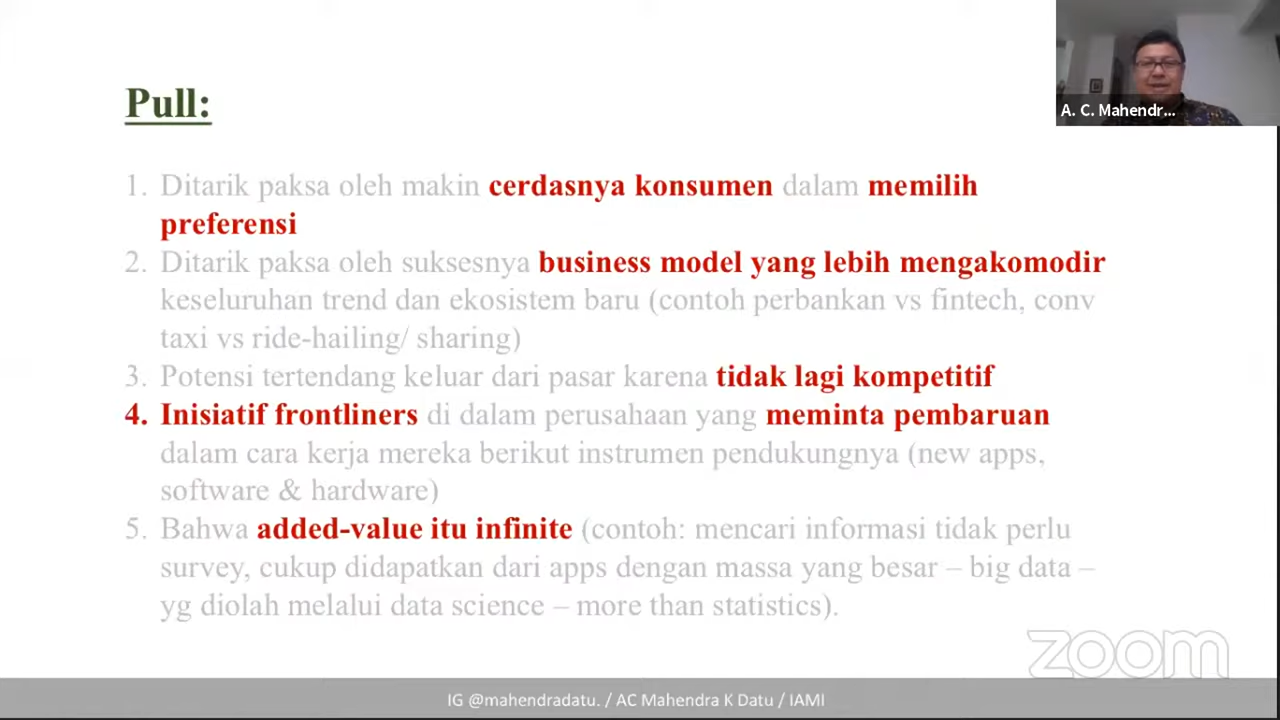 A. C. Mahendr...
Pull:
1. Ditarik paksa oleh makin cerdasnya konsumen dalam memilih
preferensi
2. Ditarik paksa oleh suksesnya business model yang lebih mengakomodir
keseluruhan trend dan ekosistem baru (contoh perbankan vs fintech, conv
taxi vs ride-hailing/ sharing)
3. Potensi tertendang keluar dari pasar karena tidak lagi kompetitif
4. Inisiatif frontliners di dalam perusahaan yang meminta pembaruan
dalam cara kerja mereka berikut instrumen pendukungnya (new apps,
software & hardware)
5. Bahwa added-value itu infinite (contoh: mencari informasi tidak perlu
survey, cukup didapatkan dari apps dengan massa yang besar – big data –
yg diolah melalui data science – more than statistics).
zoom
IG @mahendradatu. / AC Mahendra K Datu / IAMI